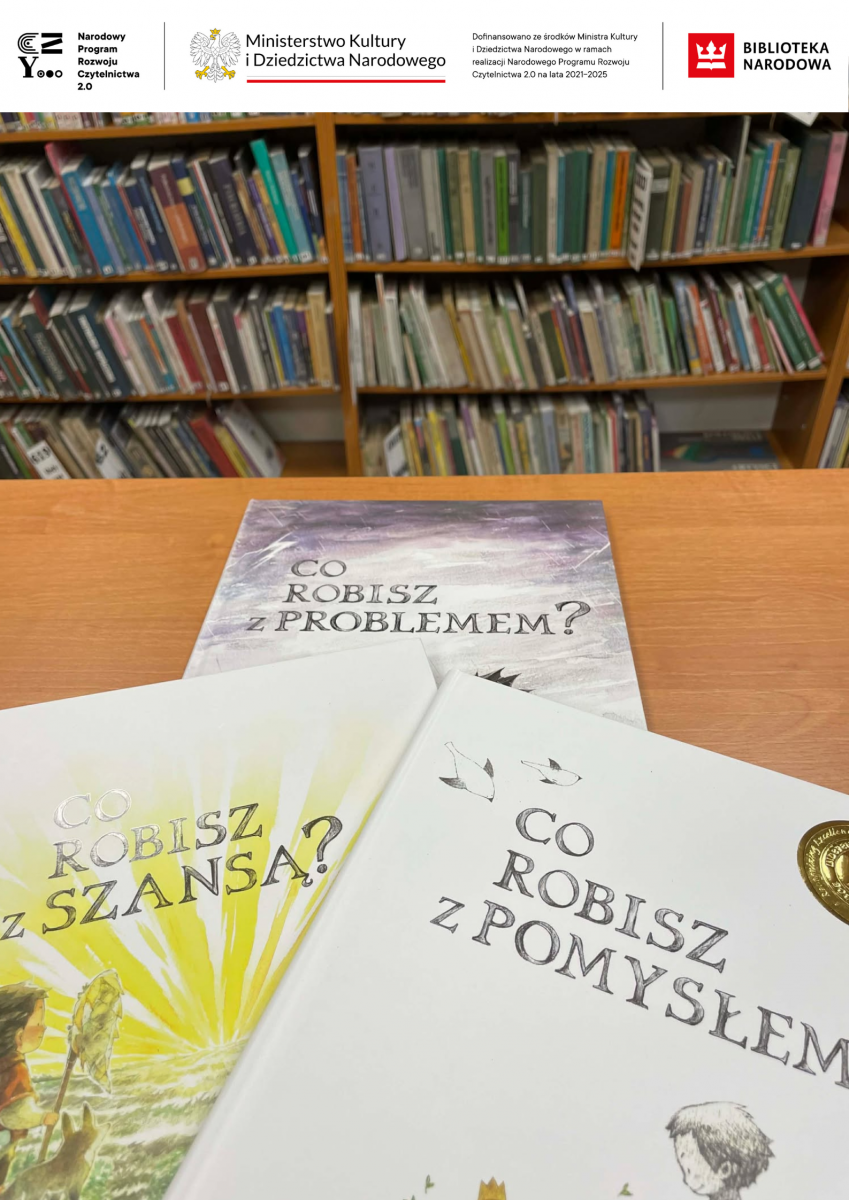 Narodowy
Program
Rozwoju
Czytelnictwa
2.0
Ministerstwo Kultury
i Dziedzictwa Narodowego
Dofinansowano ze środków Ministra Kultury
i Dziedzictwa Narodowego w ramach
realizacji Narodowego Programu Rozwoju
Czytelnictwa 2.0 na lata 2021–2025
BIBLIOTEKA
NARODOWA
CO
ROBISZ
z PROBLEMEM?
CO
ROBISZ
z SZANSĄ?
CO
ROBISZ
z POMYSŁEM